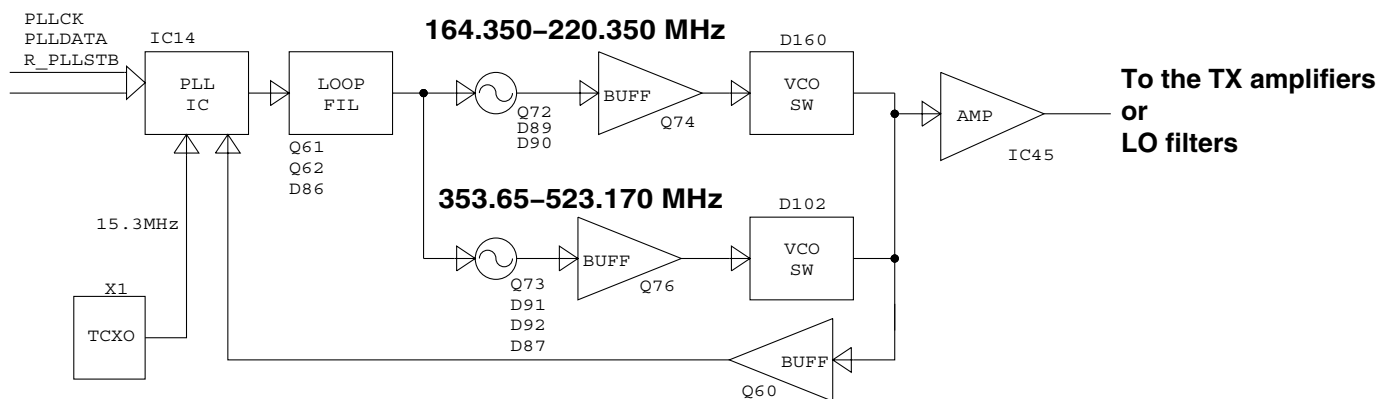 PLLCK
PLLDATA
R_PLLSTB
IC14
PLL
IC
LOOP
FIL
Q61
Q62
D86
164.350–220.350 MHz
Q72
D89
D90
BUFF
Q74
D160
VCO
SW
AMP
IC45
To the TX amplifiers
or
LO filters
15.3MHz
X1
TCXO
353.65–523.170 MHz
Q73
D91
D92
D87
BUFF
Q76
D102
VCO
SW
BUFF
Q60